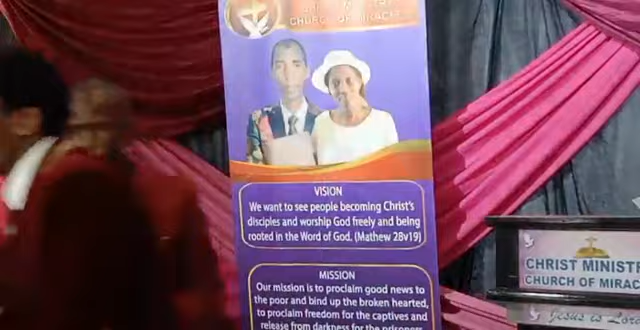 CHURCH OF MIRACLES
VISION
We want to see people becoming Christ's
disciples and worship God freely and being
rooted in the Word of God. (Mathew 28v19)
MISSION
Our mission is to proclaim good news to
the poor and bind up the broken hearted,
to proclaim freedom for the captives and
release from darkness for the prisoners
CHRIST MINISTR
CHURCH OF MIRAC
Jesus is Lor